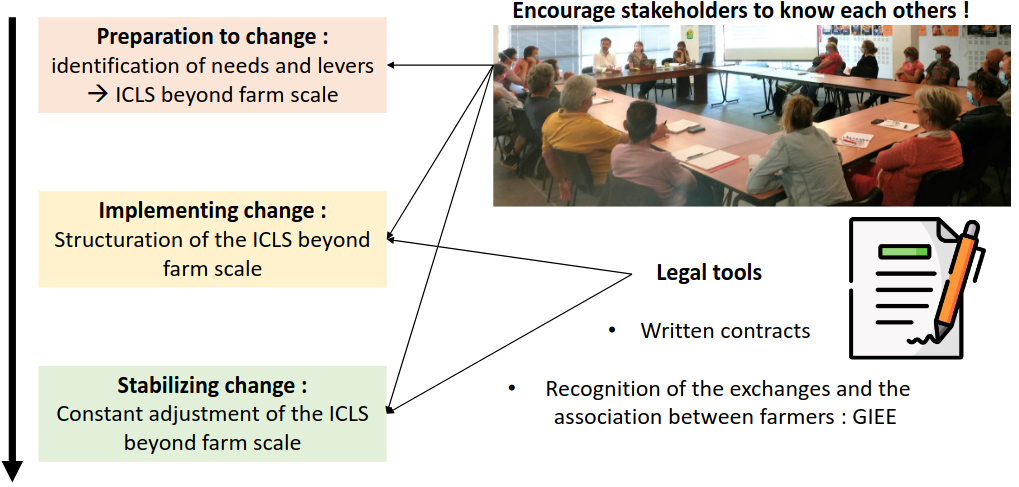 Encourage stakeholders to know each others !
Preparation to change :
identification of needs and levers
→ ICLS beyond farm scale
Implementing change :
Structuration of the ICLS beyond
farm scale
Legal tools
• Written contracts
Stabilizing change :
Constant adjustment of the ICLS
beyond farm scale
• Recognition of the exchanges and the
association between farmers : GIEE